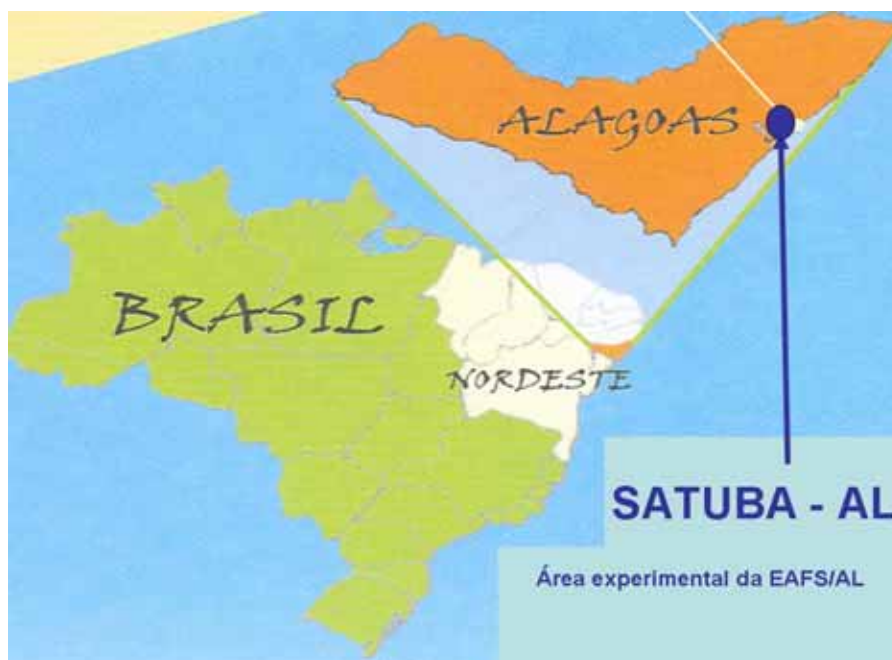 ALAGOAS
BRASIL
NORDESTE
SATUBA - AL
Área experimental da EAFS/AL